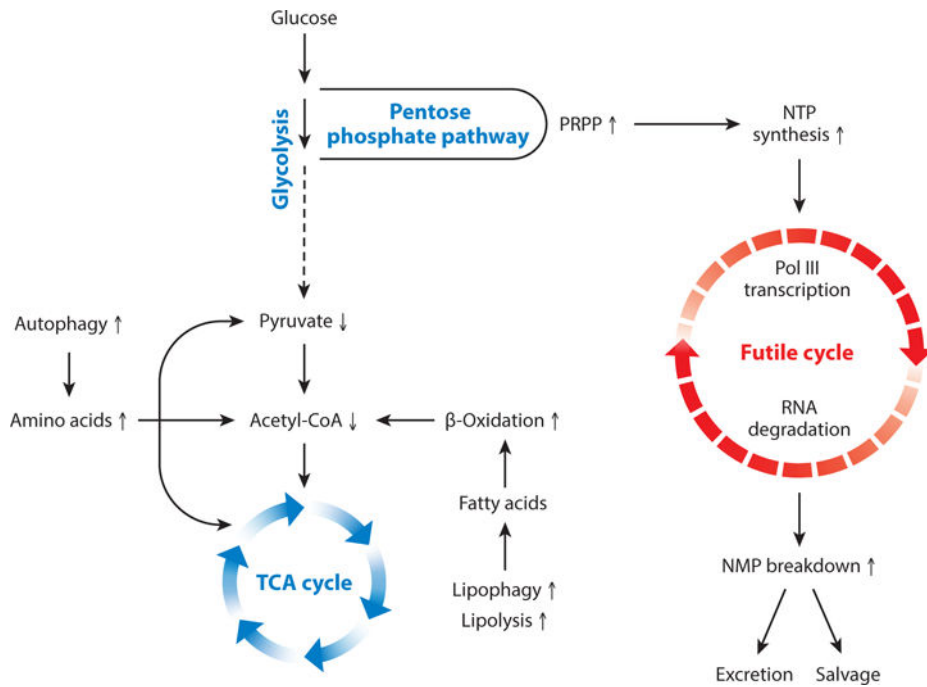 Glucose
Glycolysis
Pentose
phosphate pathway
PRPP ↑
NTP
synthesis ↑
Pol III
transcription
Futile cycle
RNA
degradation
Autophagy ↑
Pyruvate ↓
Amino acids ↑
Acetyl-CoA ↓
β-Oxidation ↑
Fatty acids
TCA cycle
Lipophagy ↑
Lipolysis ↑
NMP breakdown ↑
Excretion
Salvage